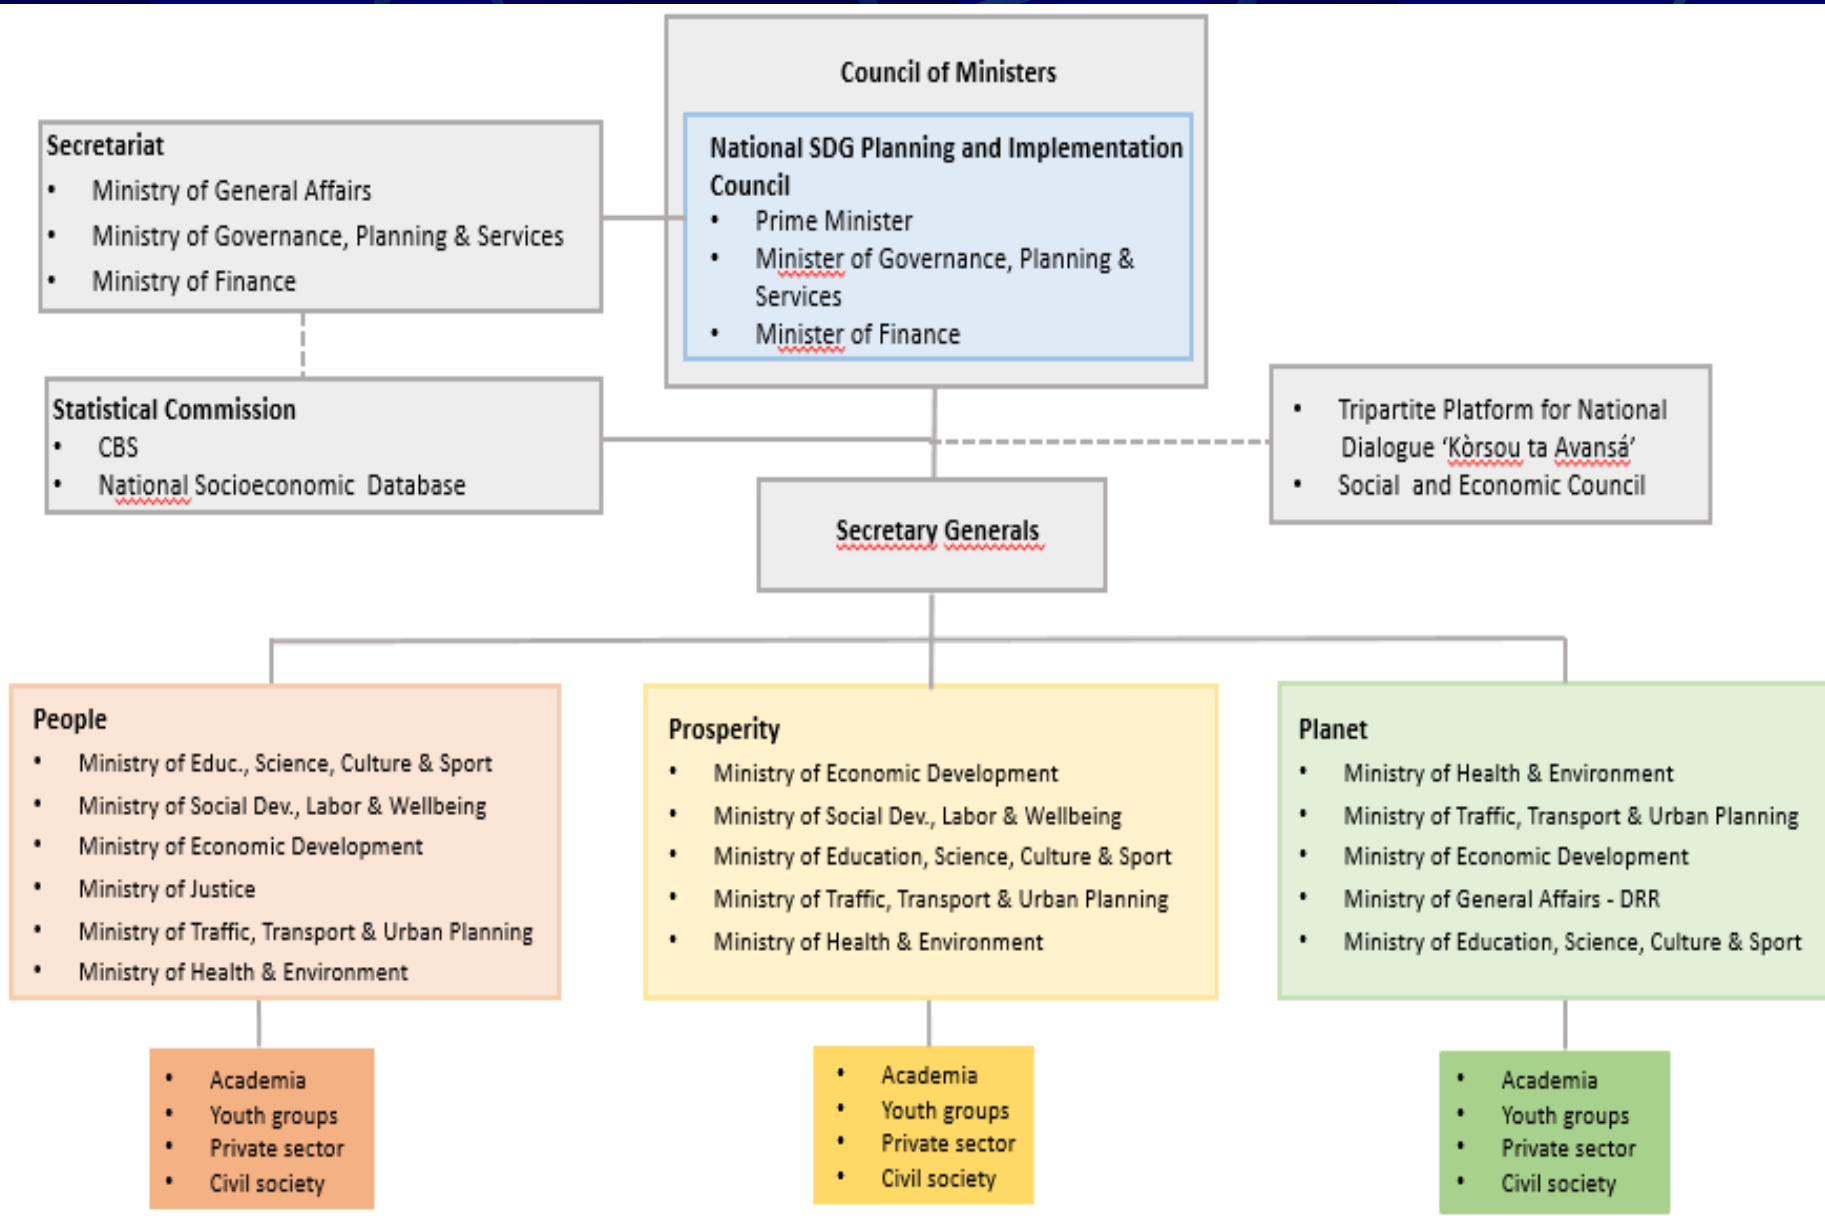 Council of Ministers
National SDG Planning and Implementation
Council
• Prime Minister
• Minister of Governance, Planning &
Services
• Minister of Finance
Secretariat
• Ministry of General Affairs
• Ministry of Governance, Planning & Services
• Ministry of Finance
Statistical Commission
• CBS
• National Socioeconomic Database
• Tripartite Platform for National
Dialogue ‘Kòrsou ta Avansá’
• Social and Economic Council
Secretary Generals
People
• Ministry of Educ., Science, Culture & Sport
• Ministry of Social Dev., Labor & Wellbeing
• Ministry of Economic Development
• Ministry of Justice
• Ministry of Traffic, Transport & Urban Planning
• Ministry of Health & Environment
Prosperity
• Ministry of Economic Development
• Ministry of Social Dev., Labor & Wellbeing
• Ministry of Education, Science, Culture & Sport
• Ministry of Traffic, Transport & Urban Planning
• Ministry of Health & Environment
Planet
• Ministry of Health & Environment
• Ministry of Traffic, Transport & Urban Planning
• Ministry of Economic Development
• Ministry of General Affairs - DRR
• Ministry of Education, Science, Culture & Sport
• Academia
• Youth groups
• Private sector
• Civil society
• Academia
• Youth groups
• Private sector
• Civil society
• Academia
• Youth groups
• Private sector
• Civil society